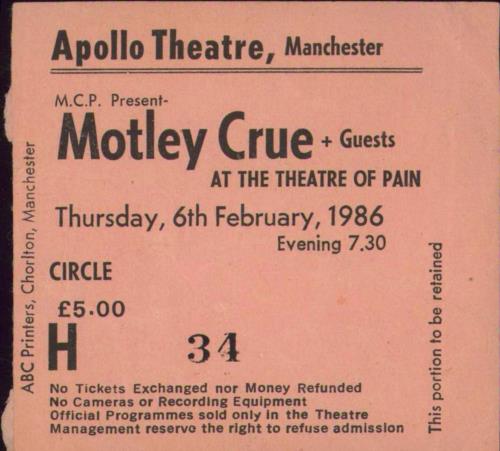 Apollo Theatre, Manchester
M.C.P. Present-
Motley Crue + Guests
AT THE THEATRE OF PAIN
Thursday, 6th February, 1986
Evening 7.30
CIRCLE
£5.00
H 34
No Tickets Exchanged nor Money Refunded
No Cameras or Recording Equipment
Official Programmes sold only in the Theatre
Management reserve the right to refuse admission
ABC Printers, Chorlton, Manchester
This portion to be retained